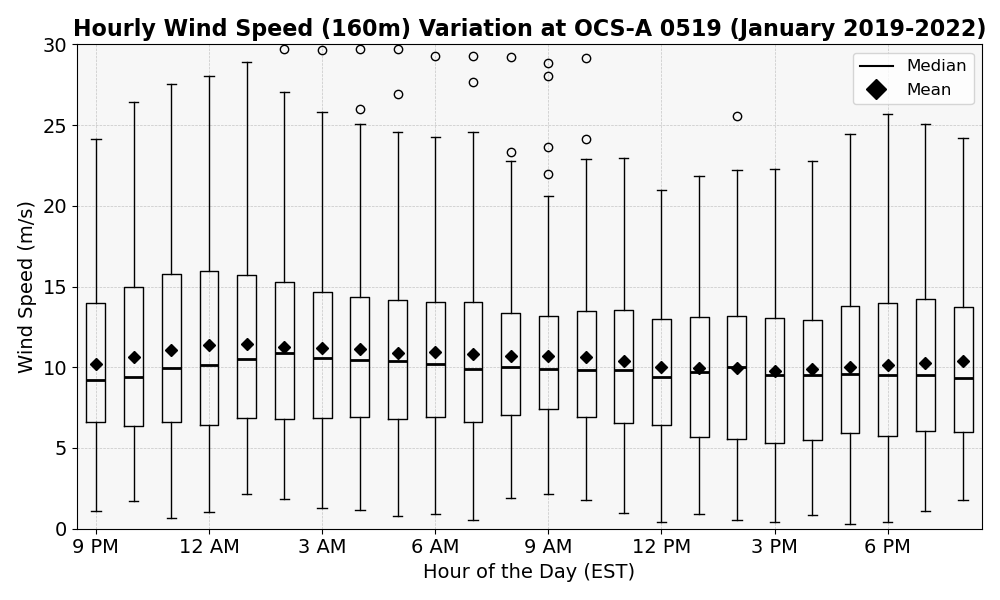 Hourly Wind Speed (160m) Variation at OCS-A 0519 (January 2019-2022)
Wind Speed (m/s)
30
25
20
15
10
5
0
Median
Mean
9 PM 12 AM 3 AM 6 AM 9 AM 12 PM 3 PM 6 PM
Hour of the Day (EST)